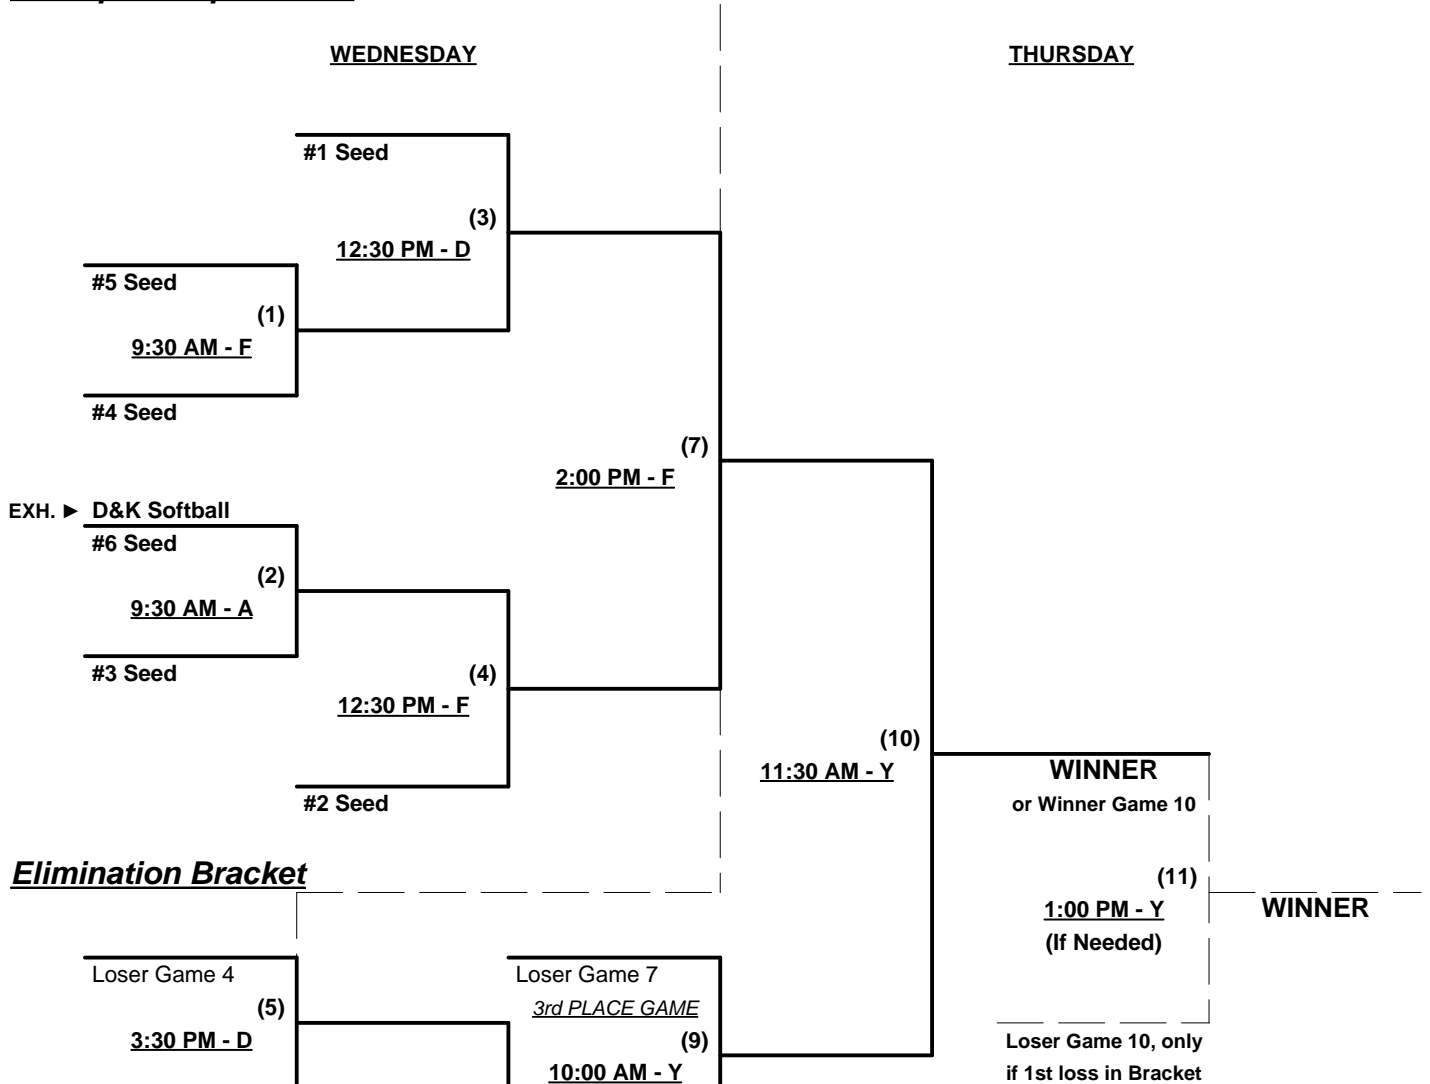 WEDNESDAY
THURSDAY
#1 Seed
(3)
12:30 PM - D
#5 Seed
(1)
9:30 AM - F
#4 Seed
(7)
2:00 PM - F
EXH. ► D&K Softball
#6 Seed
(2)
9:30 AM - A
#3 Seed
(4)
12:30 PM - F
#2 Seed
(10)
11:30 AM - Y
WINNER
or Winner Game 10
Elimination Bracket
(11)
1:00 PM - Y
(If Needed)
WINNER
Loser Game 4
(5)
3:30 PM - D
Loser Game 7
3rd PLACE GAME
(9)
10:00 AM - Y
Loser Game 10, only
if 1st loss in Bracket